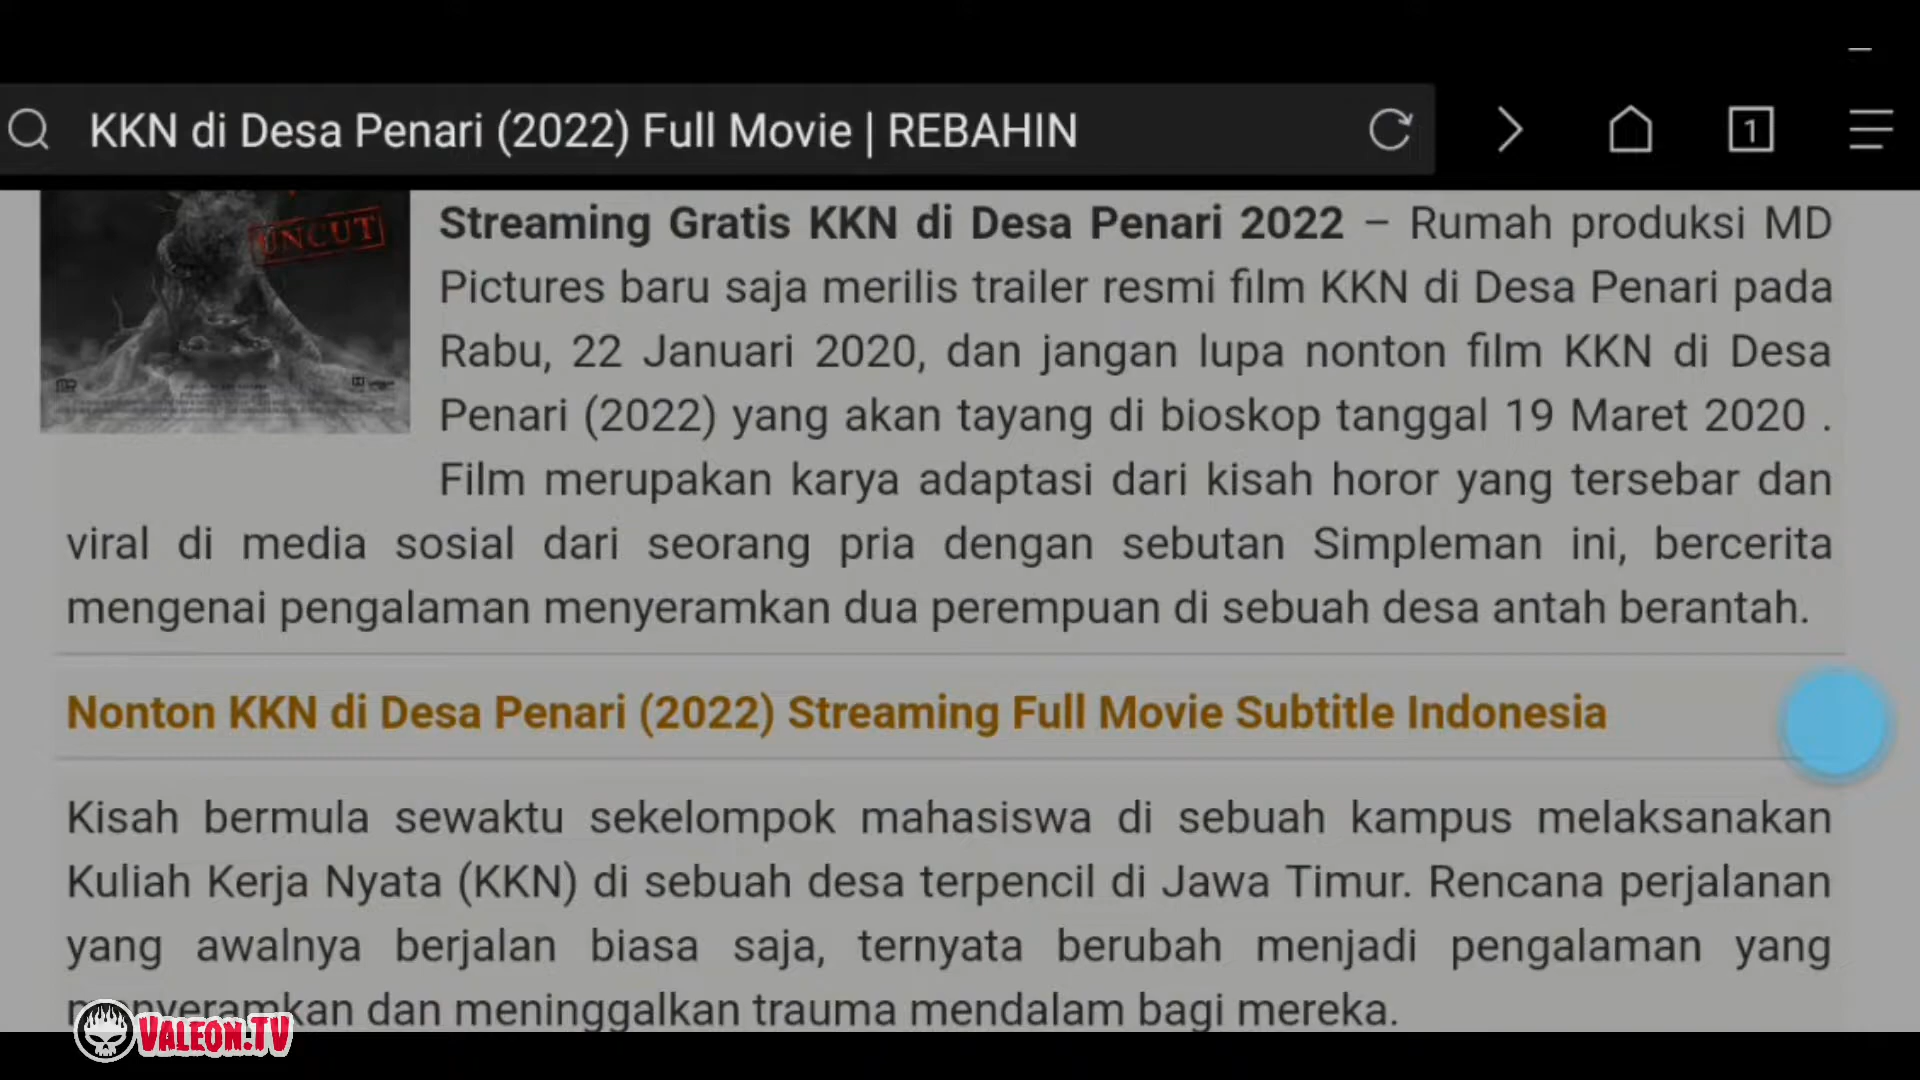 KKN di Desa Penari (2022) Full Movie | REBAHIN
1
UNCUT
Streaming Gratis KKN di Desa Penari 2022 – Rumah produksi MD
Pictures baru saja merilis trailer resmi film KKN di Desa Penari pada
Rabu, 22 Januari 2020, dan jangan lupa nonton film KKN di Desa
Penari (2022) yang akan tayang di bioskop tanggal 19 Maret 2020 .
Film merupakan karya adaptasi dari kisah horor yang tersebar dan
viral di media sosial dari seorang pria dengan sebutan Simpleman ini, bercerita
mengenai pengalaman menyeramkan dua perempuan di sebuah desa antah berantah.
Nonton KKN di Desa Penari (2022) Streaming Full Movie Subtitle Indonesia
Kisah bermula sewaktu sekelompok mahasiswa di sebuah kampus melaksanakan
Kuliah Kerja Nyata (KKN) di sebuah desa terpencil di Jawa Timur. Rencana perjalanan
yang awalnya berjalan biasa saja, ternyata berubah menjadi pengalaman yang
menyeramkan dan meninggalkan trauma mendalam bagi mereka.
VALEON.TV